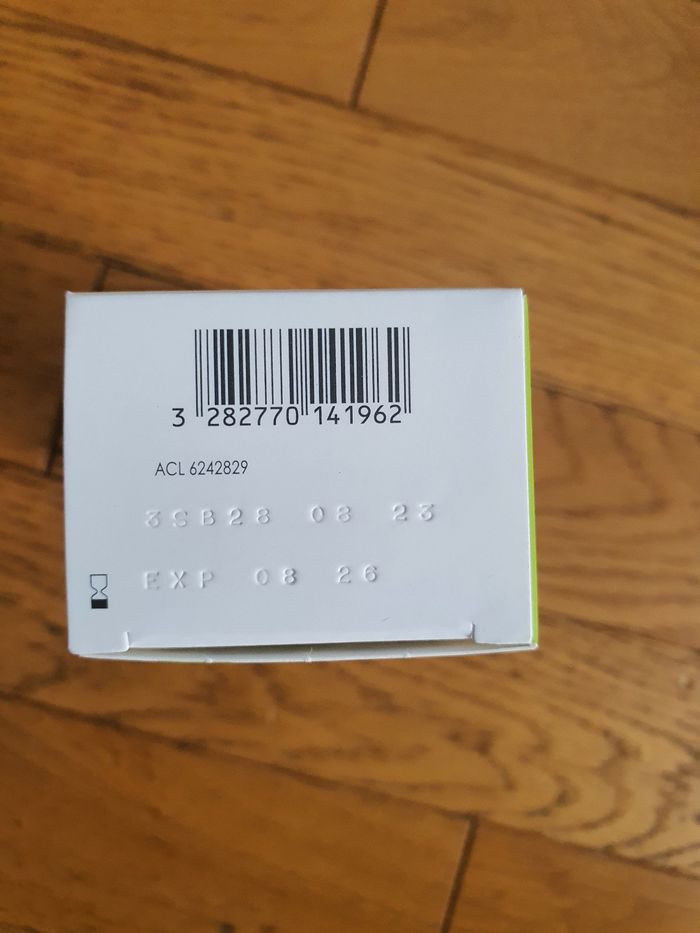 3 282770 141962
ACL 6242829
3SB28 08 23
EXP 08 26